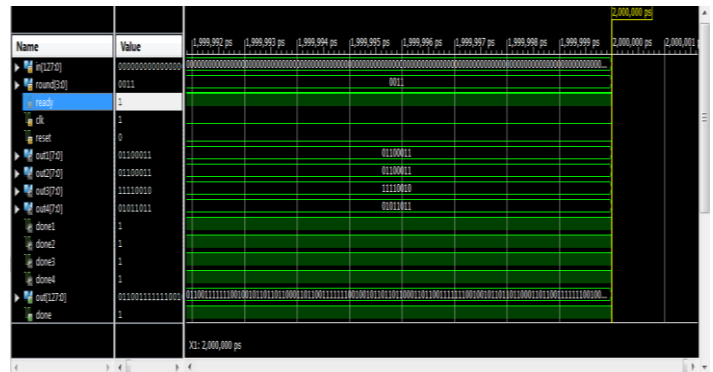 2,000,000 ps
Name Value 1,999,992 ps 1,999,993 ps 1,999,994 ps 1,999,995 ps 1,999,996 ps 1,999,997 ps 1,999,998 ps 1,999,999 ps 2,000,000 ps 2,000,001
in[127:0]
round[3:0] 0011 0011
ready 1
clk 1
reset 0
out1[7:0] 01100011 01100011
out2[7:0] 01100011 01100011
out3[7:0] 11110010 11110010
out4[7:0] 01011011 01011011
done1 1
done2 1
done3 1
done4 1
out[127:0]
done 1
X1: 2,000,000 ps